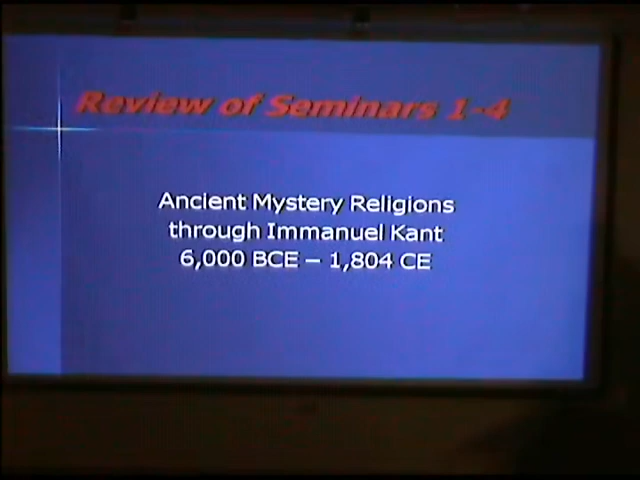 Review of Seminars 1-4
Ancient Mystery Religions
through Immanuel Kant
6,000 BCE – 1,804 CE